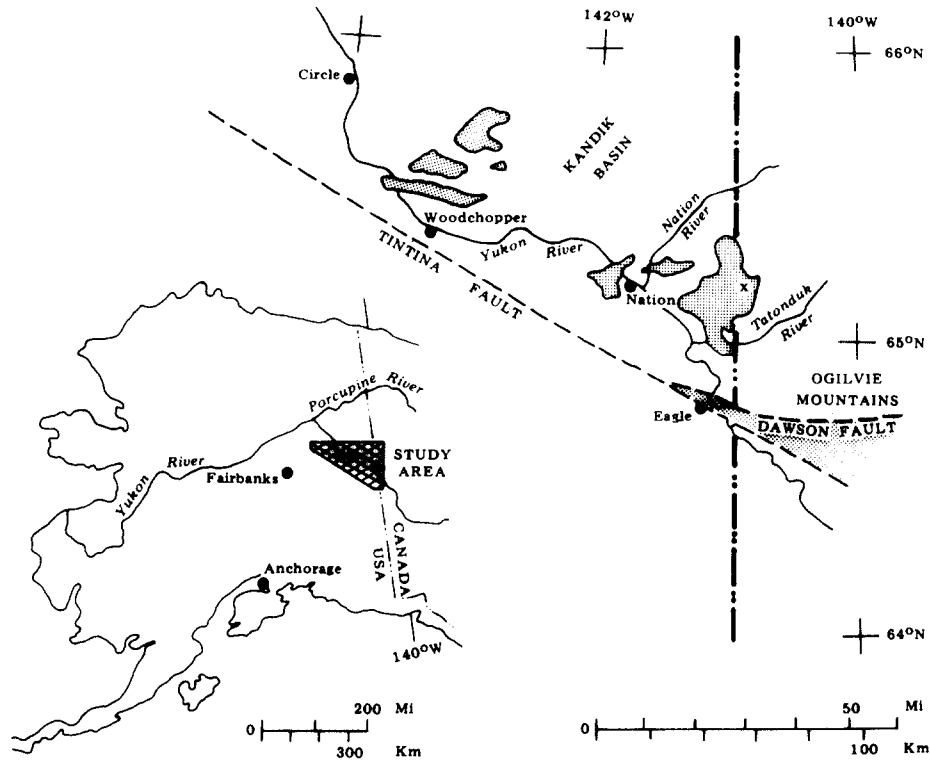 142°W
140°W
66°N
Circle
KANDIK
BASIN
Nation
River
Woodchopper
Yukon River
TINTINA
FAULT
Nation
Tatonduk
River
65°N
OGILVIE
MOUNTAINS
Eagle
DAWSON FAULT
64°N
Porcupine River
Yukon River
STUDY
AREA
Fairbanks
CANADA
USA
Anchorage
140°W
200 Mi
0
300 Km
50 Mi
0
100 Km
x